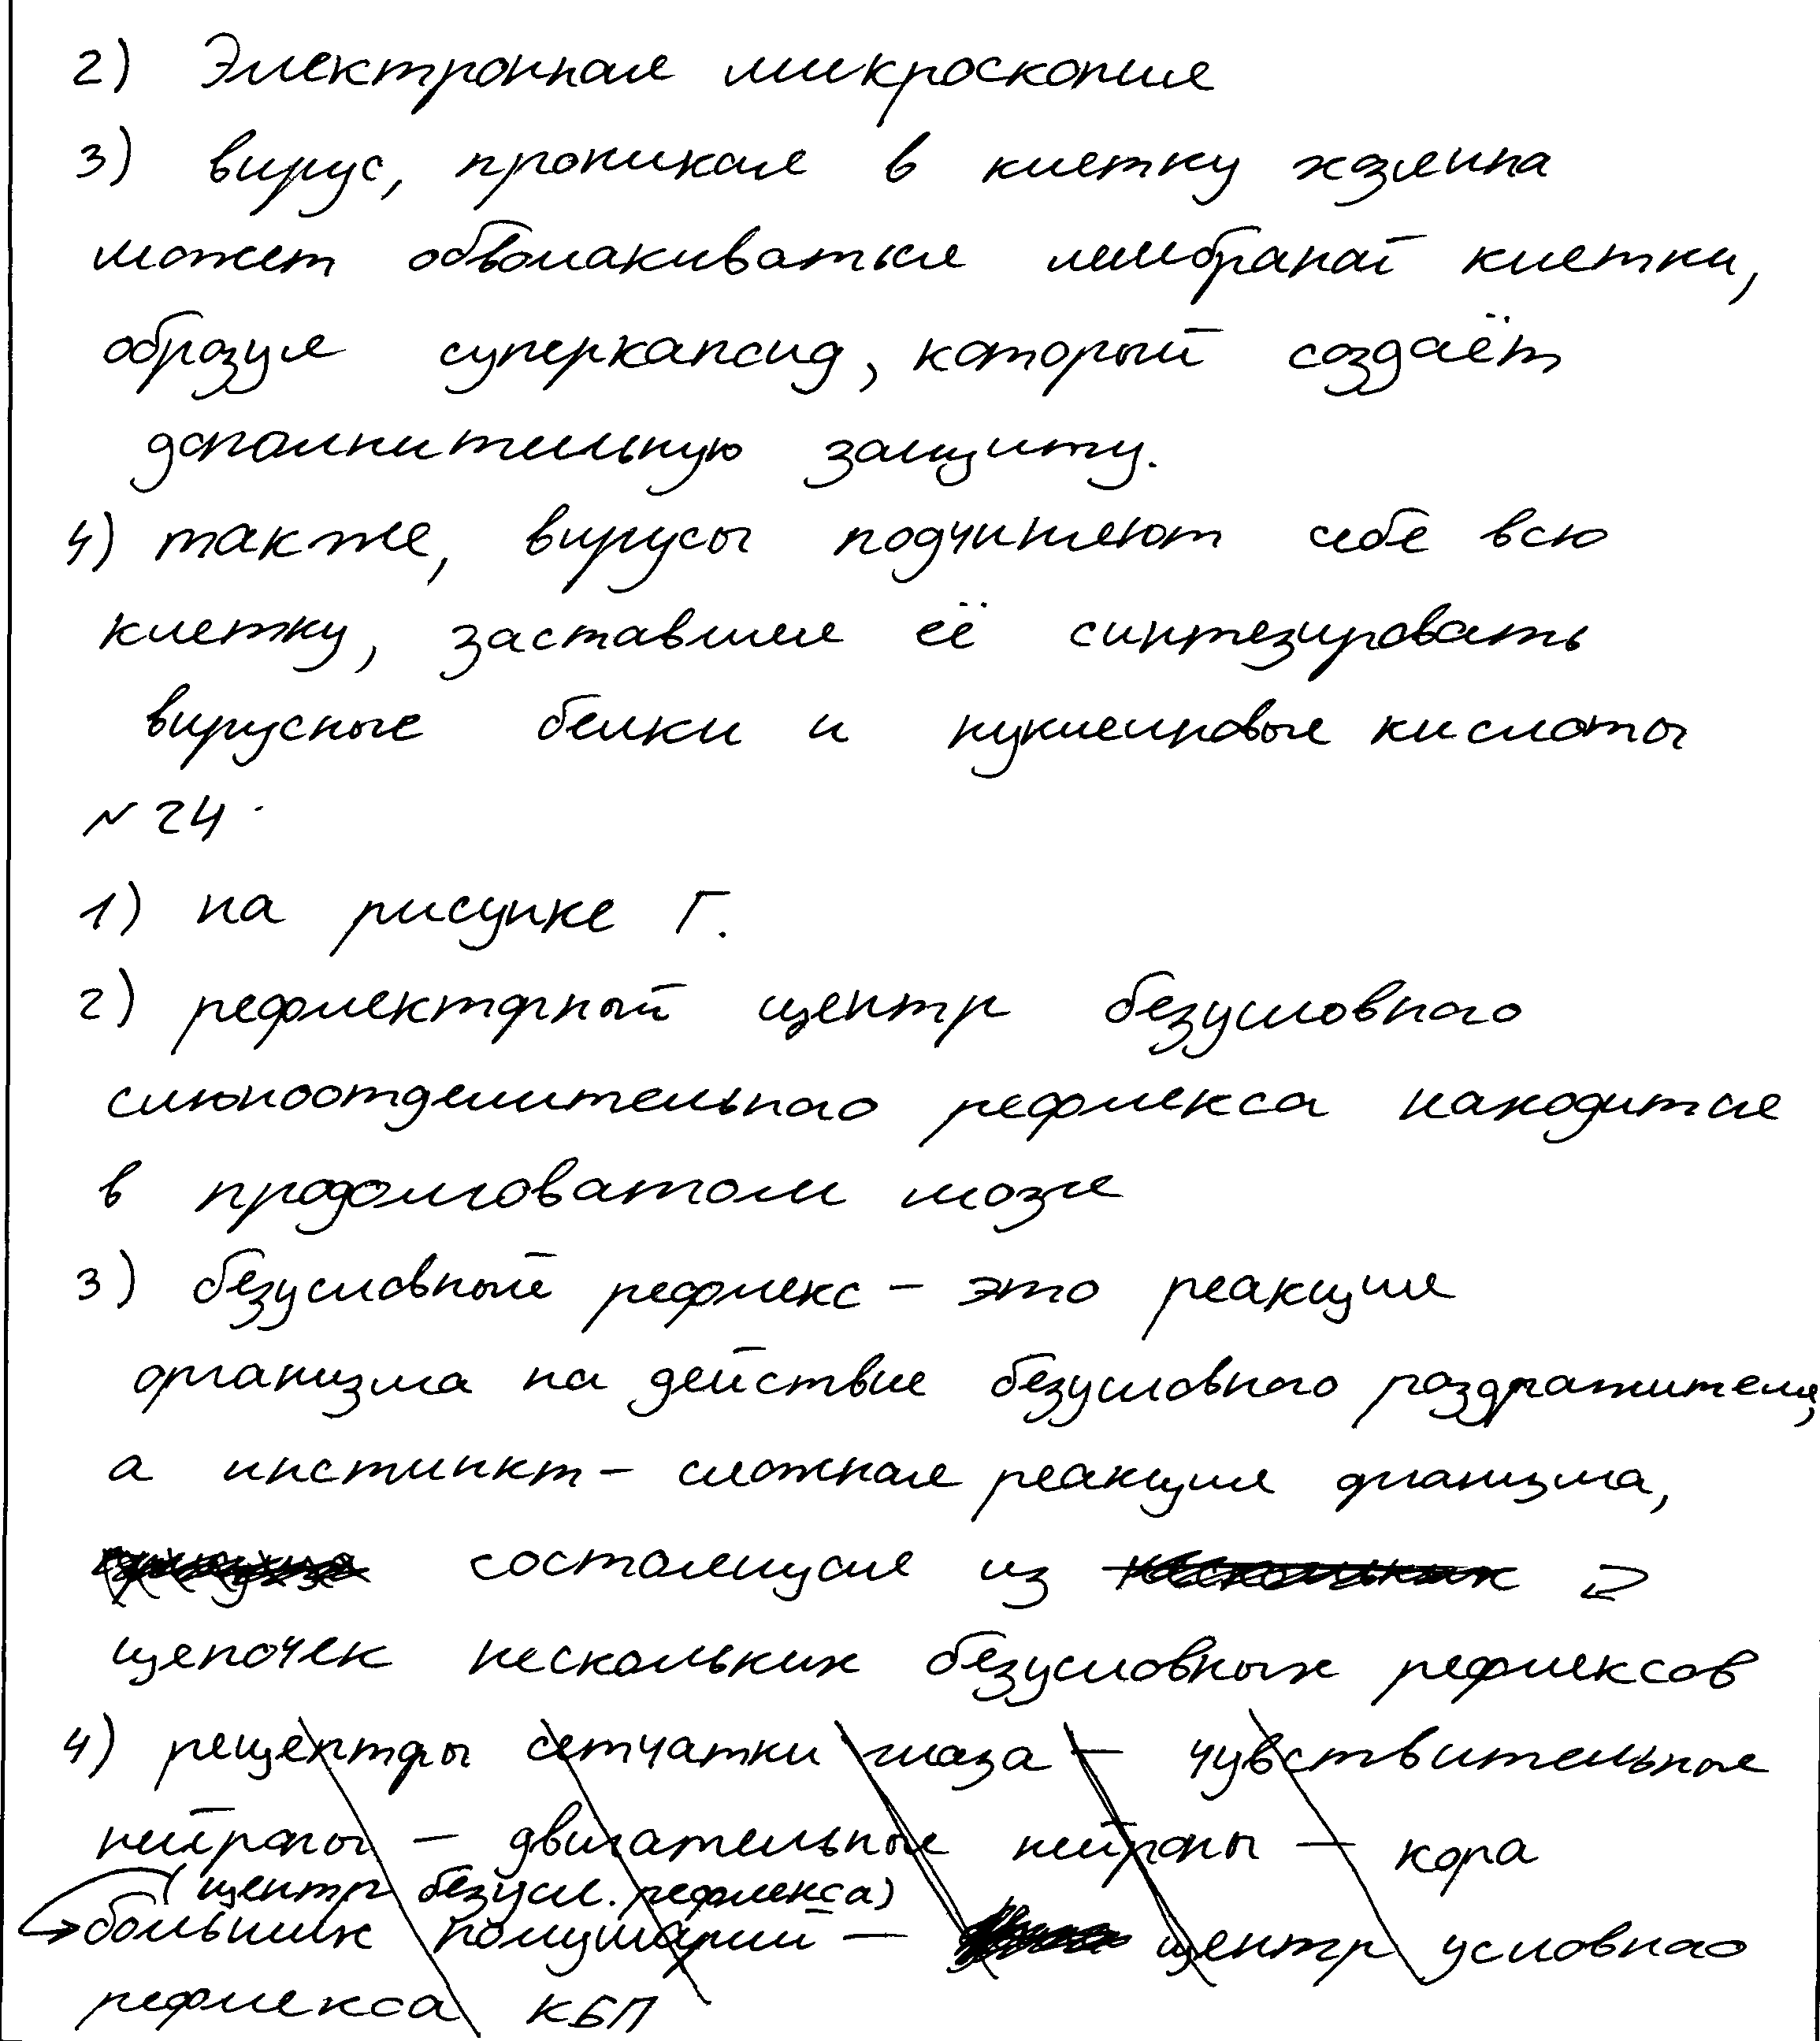 2) Электронная микроскопия
3) вирус, проникая в клетку хозяина
может обволакиваться мембраной клетки,
образуя суперкапсид, который создаёт
дополнительную защиту.
4) также, вирусы подчиняют себе всю
клетку, заставляя её синтезировать
вирусные белки и нуклеиновые кислоты
№24.
1) на рисунке Г.
2) рефлекторный центр безусловного
слюноотделительного рефлекса находится
в продолговатом мозге
3) безусловный рефлекс – это реакция
организма на действие безусловного раздражителя,
а инстинкт – сложная реакция организма,
состоящая из
цепочек нескольких безусловных рефлексов
4) рецепторы сетчатки глаза – чувствительные
нейроны – двигательные нейроны – кора
(центр безусл. рефлекса)
больших полушарий – центр условного
рефлекса КБП